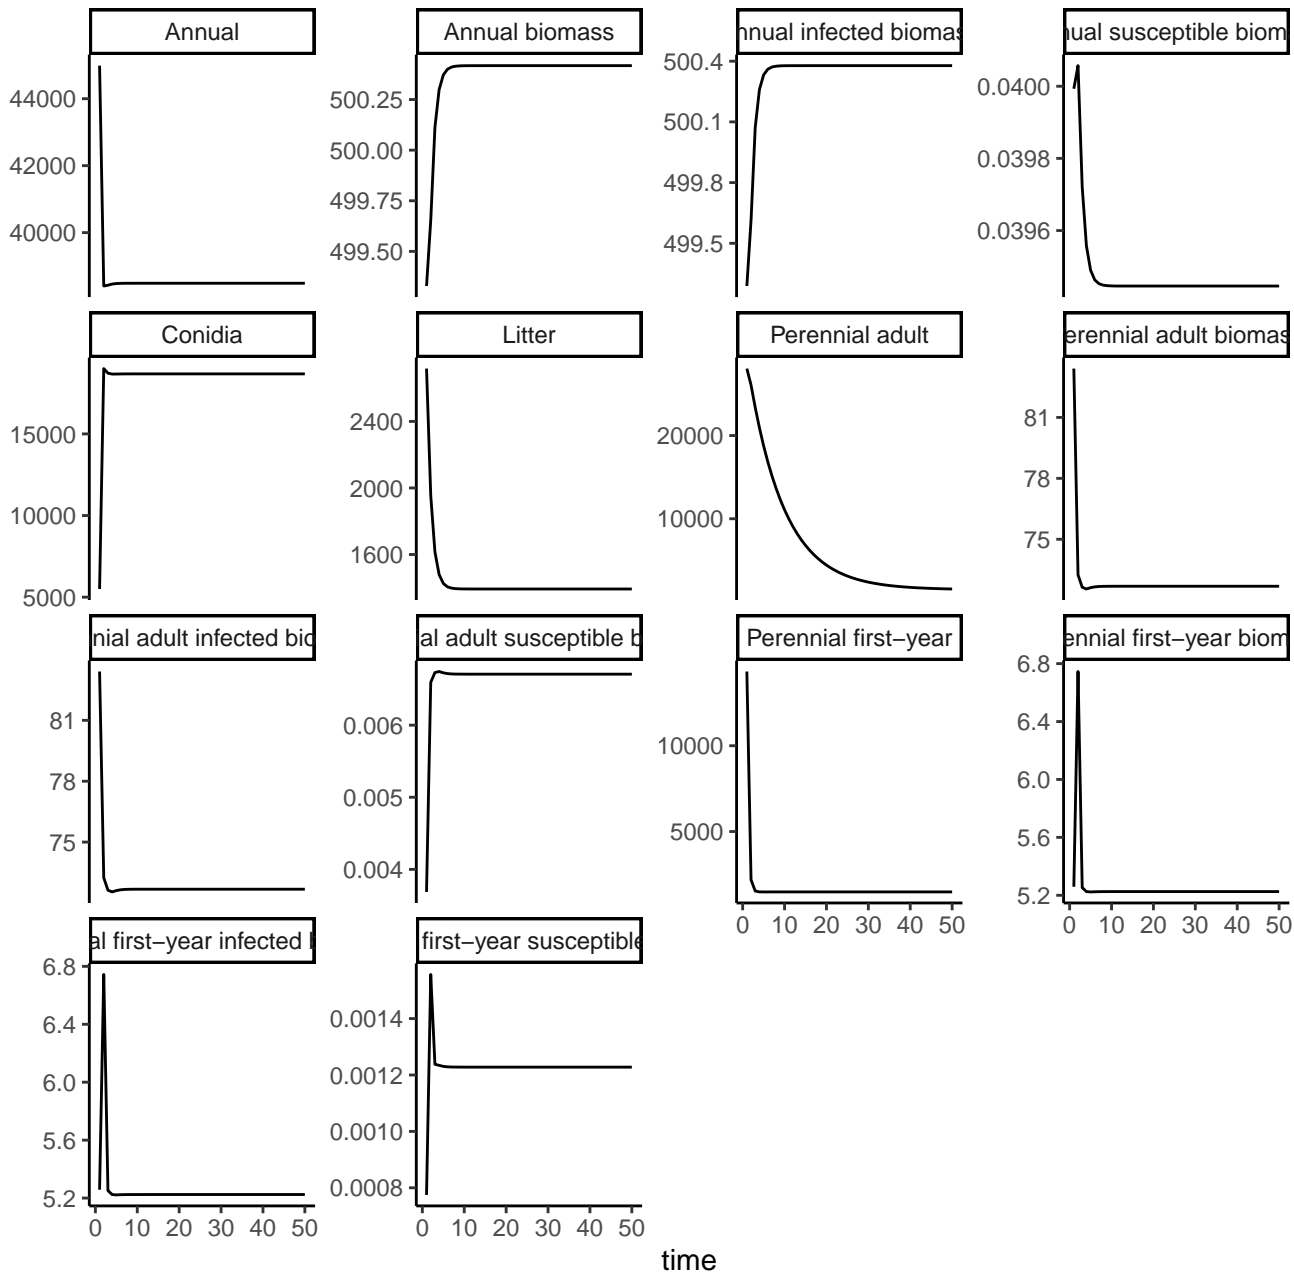 Annual
Annual biomass
nnual infected biomas
nual susceptible biom
44000
42000
40000
500.25
500.00
499.75
499.50
500.4
500.1
499.8
499.5
0.0400
0.0398
0.0396
Conidia
Litter
Perennial adult
erennial adult biomas
15000
10000
5000
2400
2000
1600
20000
10000
81
78
75
nial adult infected bio
al adult susceptible b
Perennial first−year
ennial first−year biom
81
78
75
0.006
0.005
0.004
10000
5000
6.8
6.4
6.0
5.6
5.2
0 10 20 30 40 50
0 10 20 30 40 50
al first−year infected b
first−year susceptible
6.8
6.4
6.0
5.6
5.2
0.0014
0.0012
0.0010
0.0008
0 10 20 30 40 50
0 10 20 30 40 50
time